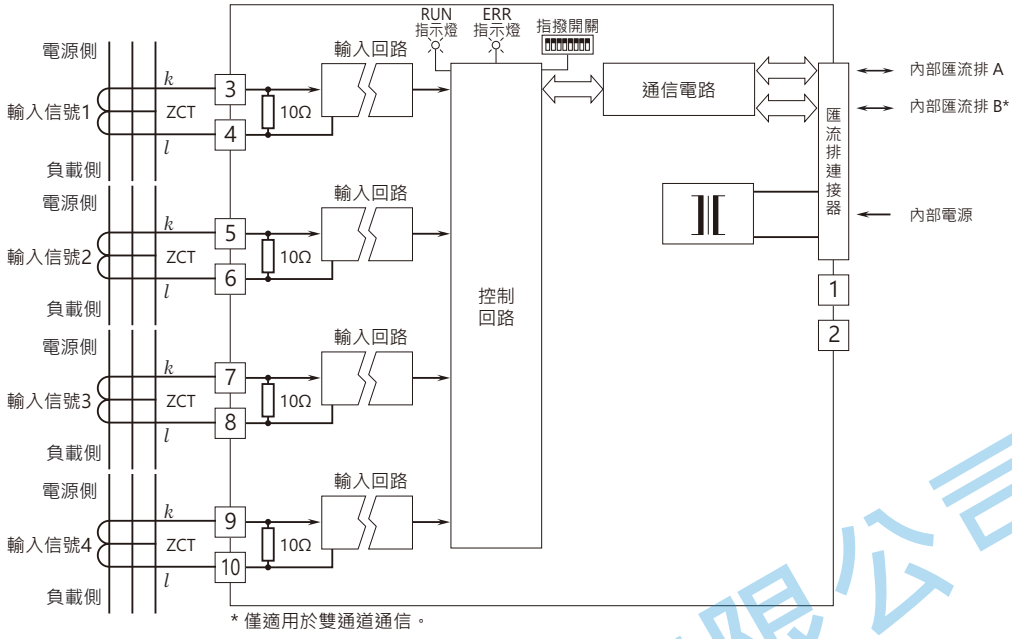 RUN
指示燈
ERR
指示燈
指撥開關
電源側
k
輸入信號1
ZCT
l
負載側
3
4
10Ω
輸入回路
電源側
k
輸入信號2
ZCT
l
負載側
5
6
10Ω
輸入回路
電源側
k
輸入信號3
ZCT
l
負載側
7
8
10Ω
輸入回路
電源側
k
輸入信號4
ZCT
l
負載側
9
10
10Ω
輸入回路
控制
回路
通信電路
匯流排連接器
內部匯流排 A
內部匯流排 B*
內部電源
1
2
* 僅適用於雙通道通信。
限公司